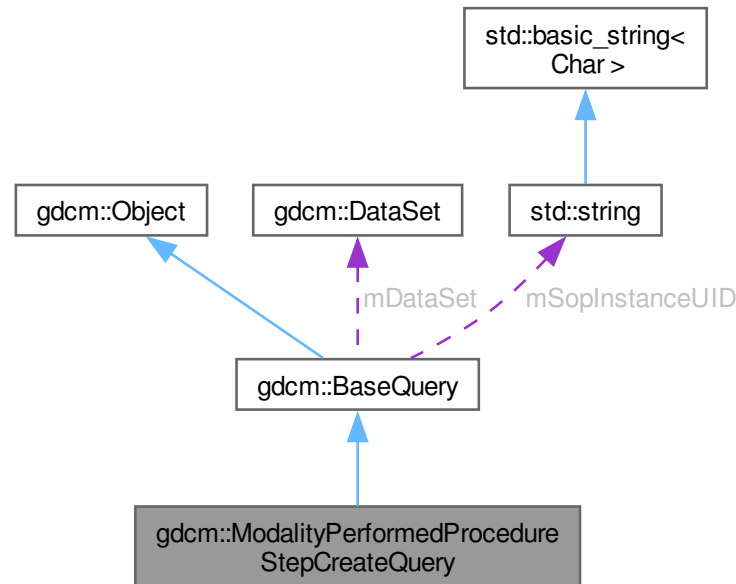 std::basic_string<
Char >
gdcm::Object
gdcm::DataSet
std::string
mDataSet
mSopInstanceUID
gdcm::BaseQuery
gdcm::ModalityPerformedProcedure
StepCreateQuery